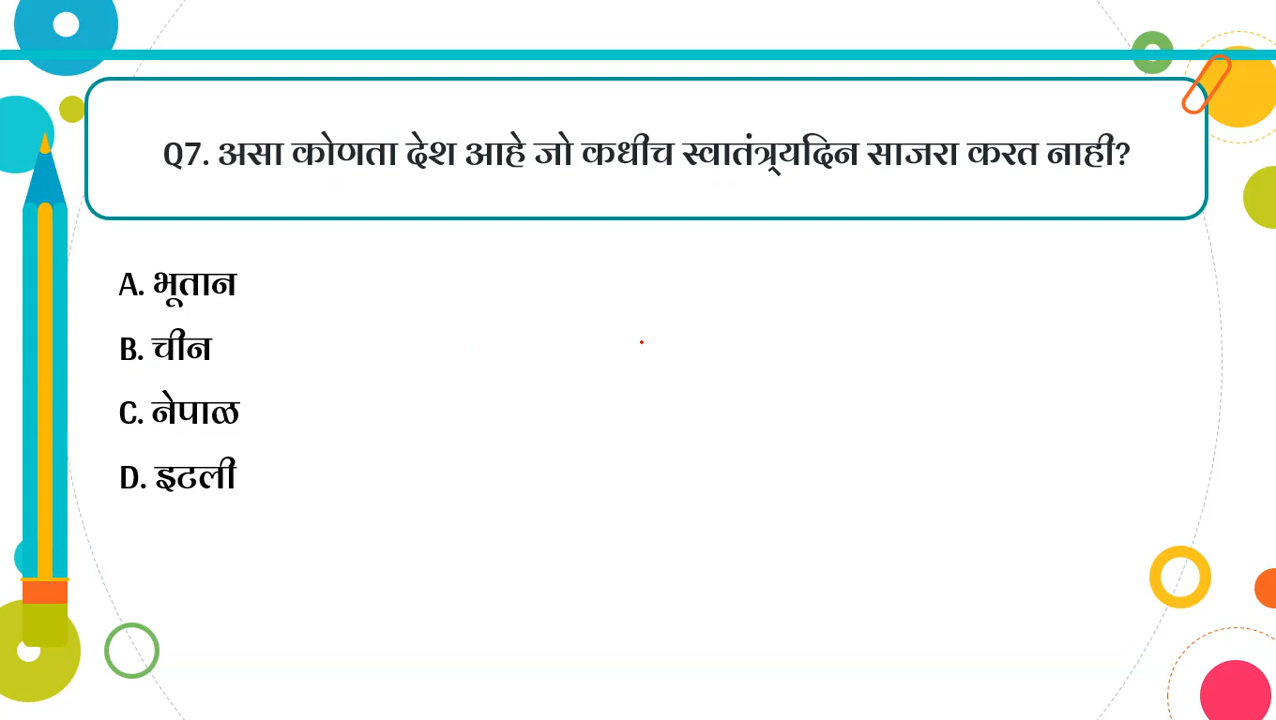 Q7. असा कोणता देश आहे जो कधीच स्वातंत्र्यदिन साजरा करत नाही?
A. भूतान
B. चीन
C. नेपाळ
D. इटली